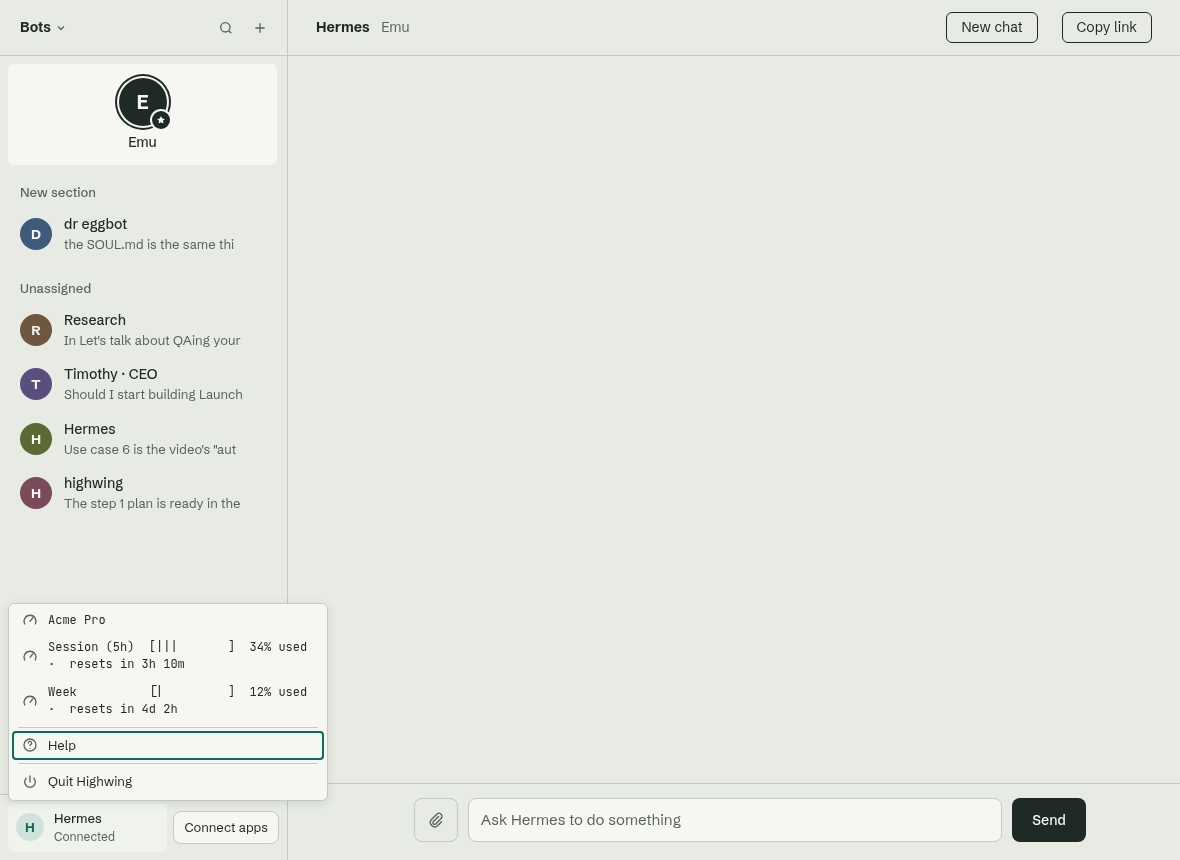 Bots
Hermes Emu
New chat
Copy link
E
Emu
New section
D
dr eggbot
the SOUL.md is the same thi
Unassigned
R
Research
In Let's talk about QAing your
T
Timothy · CEO
Should I start building Launch
H
Hermes
Use case 6 is the video's "aut
H
highwing
The step 1 plan is ready in the
Acme Pro
Session (5h) [||| ] 34% used
· resets in 3h 10m
Week [| ] 12% used
· resets in 4d 2h
Help
Quit Highwing
H
Hermes
Connected
Connect apps
Ask Hermes to do something
Send